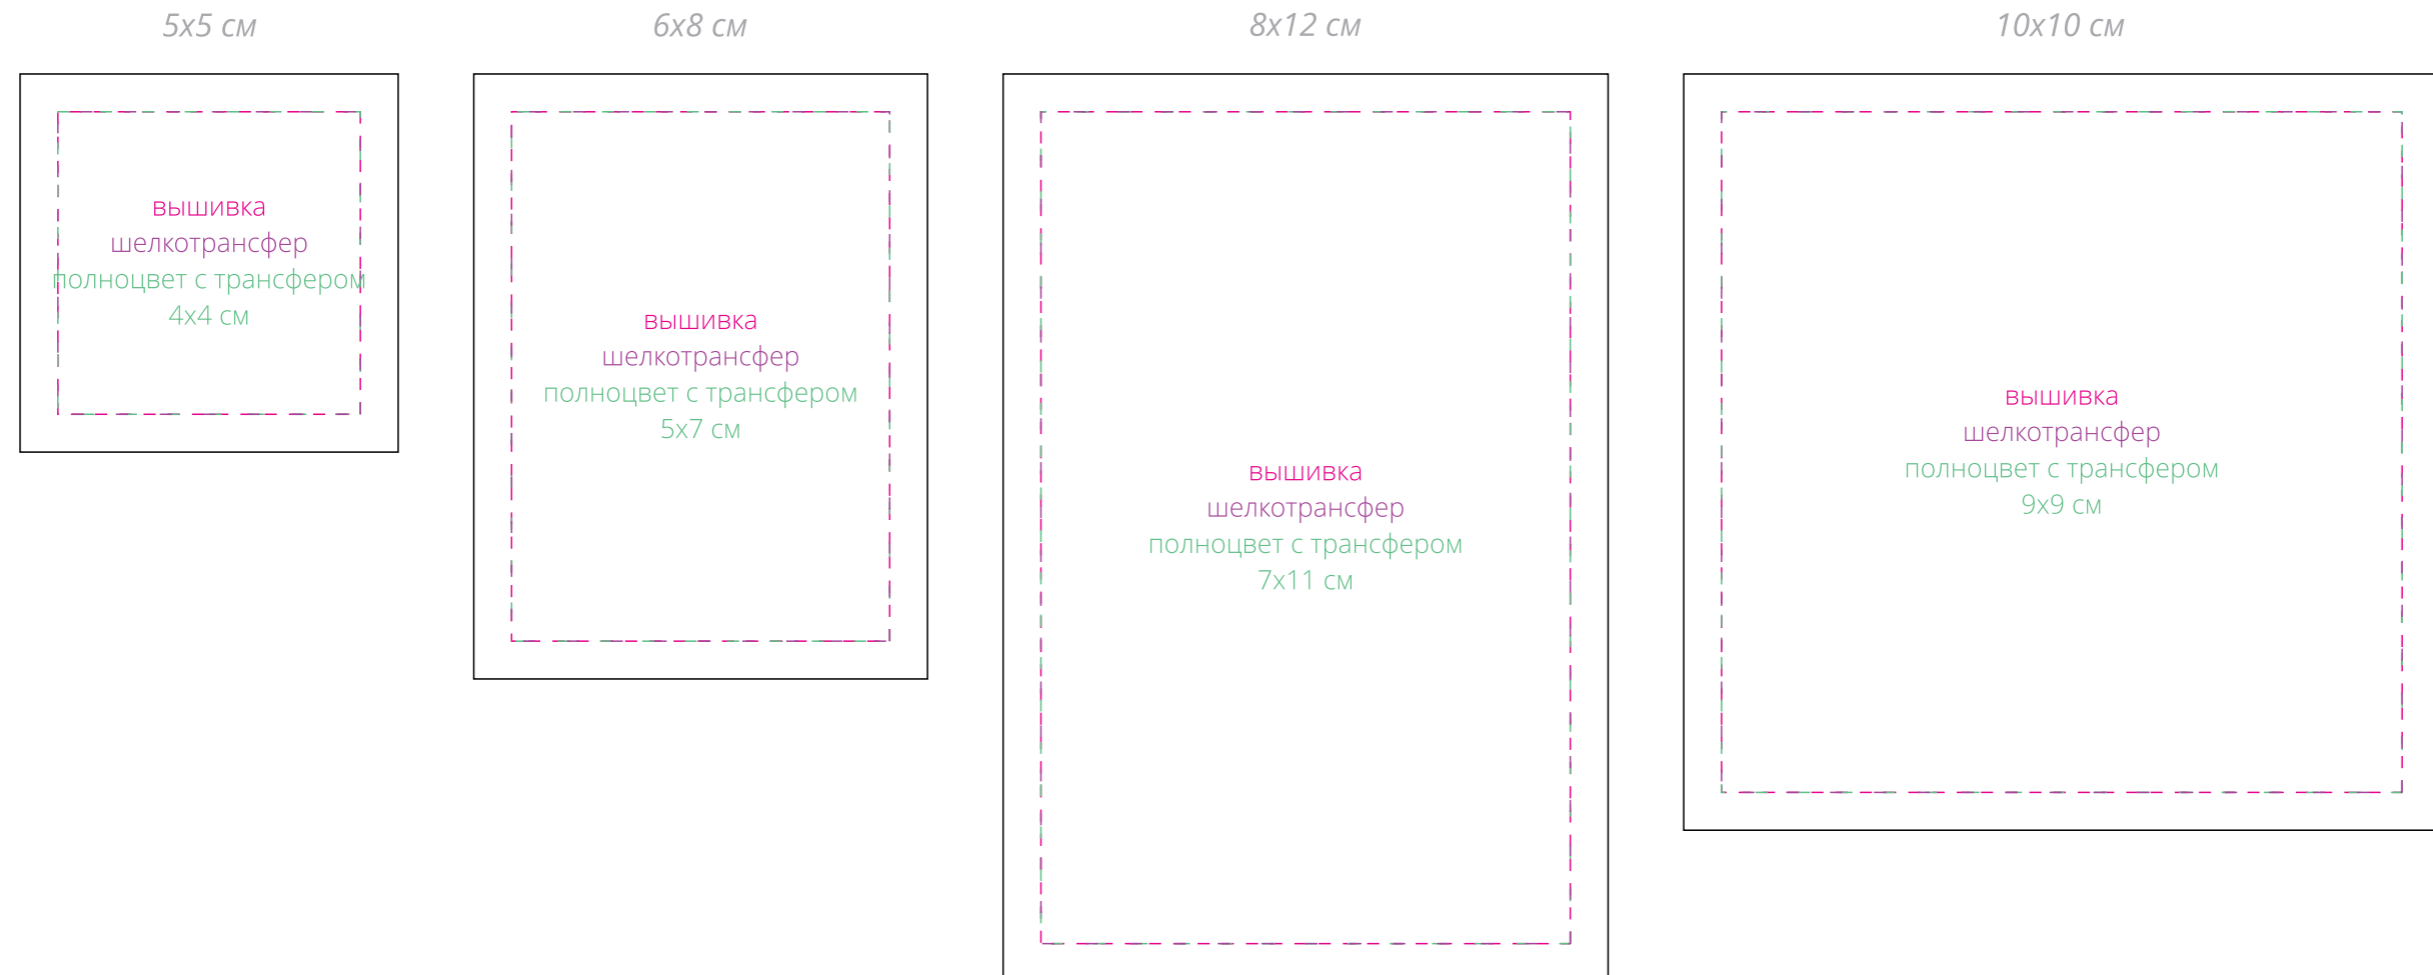 5x5 см
6x8 см
8x12 см
10x10 см
вышивка
шелкотрансфер
полноцвет с трансфером
4x4 см
вышивка
шелкотрансфер
полноцвет с трансфером
5x7 см
вышивка
шелкотрансфер
полноцвет с трансфером
7x11 см
вышивка
шелкотрансфер
полноцвет с трансфером
9x9 см